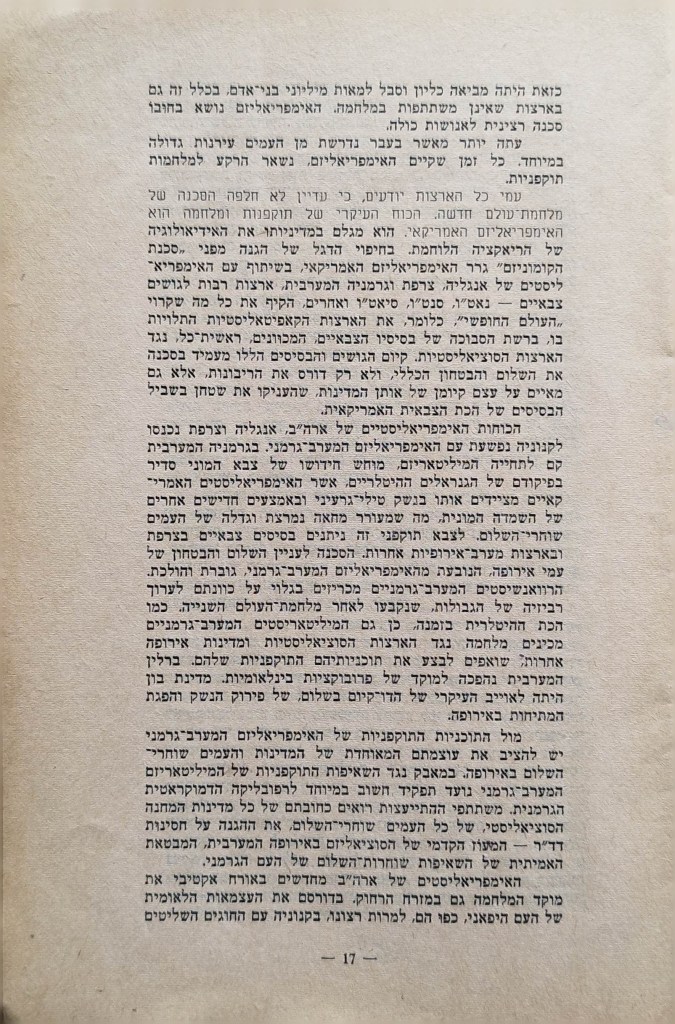 כזאת היתה מביאה כליון וסבל למאות מיליוני בני־אדם, בכלל זה גם
בארצות שאינן משתתפות במלחמה. האימפריאליזם נושא בחובו
סכנה רצינית לאנושות כולה.
עתה יותר מאשר בעבר נדרשת מן העמים עירנות גדולה
במיוחד. כל זמן שקיים האימפריאליזם, נשאר הרקע למלחמות
תוקפניות.
עמי כל הארצות יודעים, כי עדיין לא חלפה הסכנה של
מלחמת־עולם חדשה. הכוח העיקרי של תוקפנות ומלחמה הוא
האימפריאליזם האמריקאי. הוא מגלם במדיניותו את האידיאולוגיה
של הריאקציה הלוחמת. בחיפוי הדגל של הגנה מפני „סכנת
הקומוניזם” גרר האימפריאליזם האמריקאי, בשיתוף עם האימפריא־
ליסטים של אנגליה, צרפת וגרמניה המערבית, ארצות רבות לגושים
צבאיים — נאט״ו, סנט״ו, סיאט״ו ואחרים, הקיף את כל מה שקרוי
„העולם החופשי”, כלומר, את הארצות הקאפיטאליסטיות התלויות
בו, ברשת הסבוכה של בסיסיו הצבאיים, המכוונים, ראשית־כל, נגד
הארצות הסוציאליסטיות. קיום הגושים והבסיסים הללו מעמיד בסכנה
את השלום והבטחון הכללי, ולא רק דורס את הריבונות, אלא גם
מאיים על עצם קיומן של אותן המדינות, שהעניקו את שטחן בשביל
הבסיסים של הכת הצבאית האמריקאית.
הכוחות האימפריאליסטיים של ארה״ב, אנגליה וצרפת נכנסו
לקנוניה נפשעת עם האימפריאליזם המערב־גרמני. בגרמניה המערבית
קם לתחייה המיליטאריזם, מוחש חידושו של צבא המוני סדיר
בפיקודם של הגנראלים ההיטלריים, אשר האימפריאליסטים האמרי־
קאיים מציידים אותו בנשק טילי־גרעיני ובאמצעים חדישים אחרים
של השמדה המונית, מה שמעורר מחאה נמרצת וגדלה של העמים
שוחרי־השלום. לצבא תוקפני זה ניתנים בסיסים צבאיים בצרפת
ובארצות מערב־אירופיות אחרות. הסכנה לעניין השלום והבטחון של
עמי אירופה, הנובעת מהאימפריאליזם המערב־גרמני, גוברת והולכת.
הרוואנשיסטים המערב־גרמניים מכריזים בגלוי על כוונתם לערוך
רביזיה של הגבולות, שנקבעו לאחר מלחמת־העולם השנייה. כמו
הכת ההיטלרית בזמנה, כן גם המיליטאריסטים המערב־גרמניים
מכינים מלחמה נגד הארצות הסוציאליסטיות ומדינות אירופה
אחרות, שואפים לבצע את תוכניותיהם התוקפניות שלהם. ברלין
המערבית נהפכה למוקד של פרובוקציות בינלאומיות. מדינת בון
היתה לאוייב העיקרי של הדו־קיום בשלום, של פירוק הנשק והפגת
המתיחות באירופה.
מול התוכניות התוקפניות של האימפריאליזם המערב־גרמני
יש להציב את עוצמתם המאוחדת של המדינות והעמים שוחרי־
השלום באירופה. במאבק נגד השאיפות התוקפניות של המיליטאריזם
המערב־גרמני נועד תפקיד חשוב במיוחד לרפובליקה הדמוקראטית
הגרמנית. משתתפי ההתייעצות רואים כחובתם של כל מדינות המחנה
הסוציאליסטי, של כל העמים שוחרי־השלום, את ההגנה על חסינות
דד״ר — המעוז הקדמי של הסוציאליזם באירופה המערבית, המבטאת
האמיתית של השאיפות שוחרות־השלום של העם הגרמני.
האימפריאליסטים של ארה״ב מחדשים באורח אקטיבי את
מוקד המלחמה גם במזרח הרחוק. בדורסם את העצמאות הלאומית
של העם היפאני, כפו הם, למרות רצונו, בקנוניה עם החוגים השליטים
— 17 —